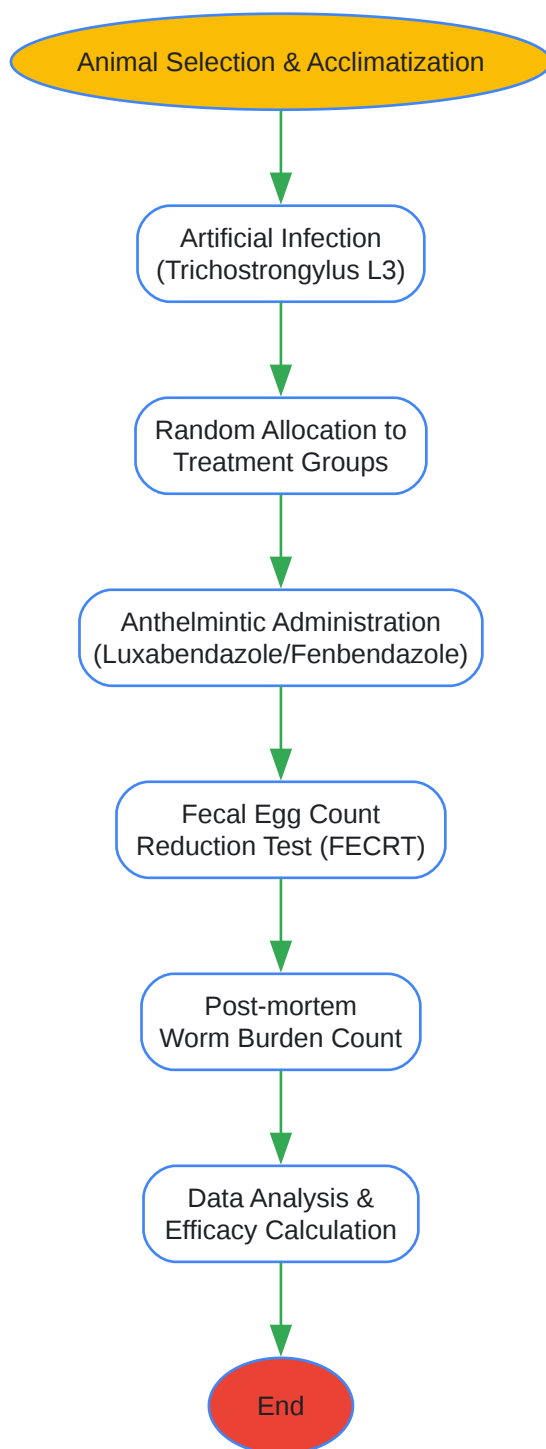 Animal Selection & Acclimatization
Artificial Infection
(Trichostrongylus L3)
Random Allocation to
Treatment Groups
Anthelmintic Administration
(Luxabendazole/Fenbendazole)
Fecal Egg Count
Reduction Test (FECRT)
Post-mortem
Worm Burden Count
Data Analysis &
Efficacy Calculation
End